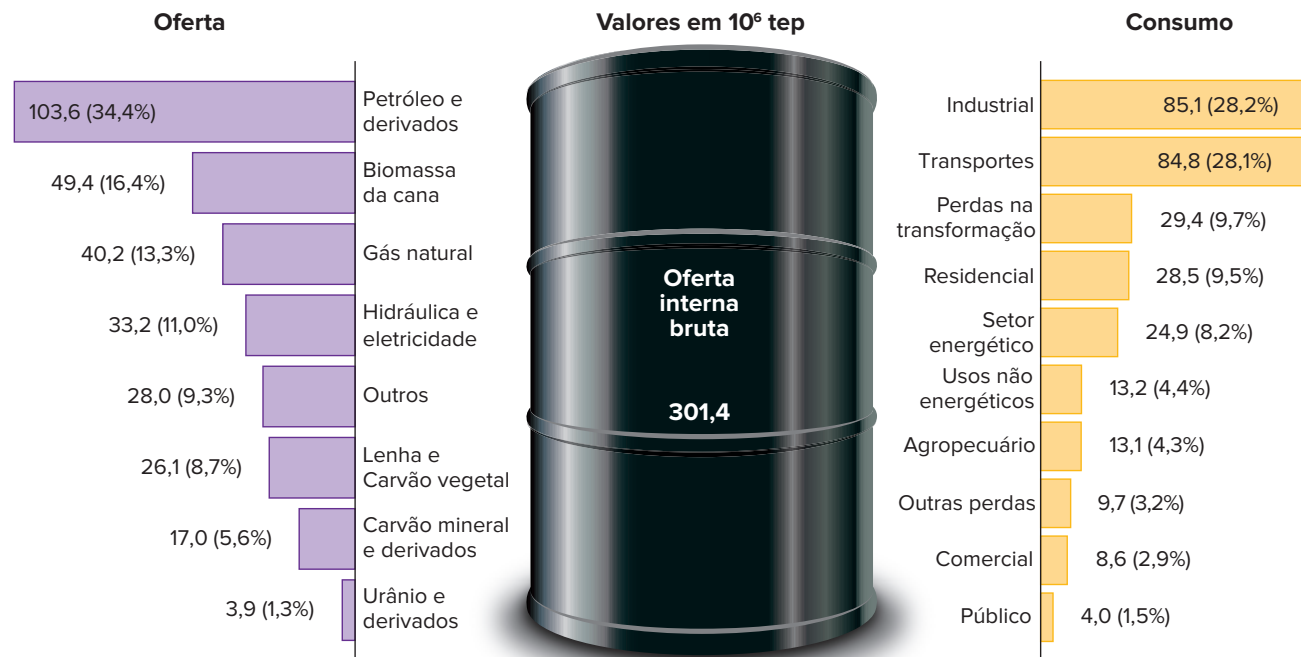 Oferta
103,6 (34,4%)
Petróleo e
derivados
49,4 (16,4%)
Biomassa
da cana
40,2 (13,3%)
Gás natural
33,2 (11,0%)
Hidráulica e
eletricidade
28,0 (9,3%)
Outros
26,1 (8,7%)
Lenha e
Carvão vegetal
17,0 (5,6%)
Carvão mineral
e derivados
3,9 (1,3%)
Urânio e
derivados
Valores em 10⁶ tep
Oferta
interna
bruta
301,4
Consumo
Industrial
85,1 (28,2%)
Transportes
84,8 (28,1%)
Perdas na
transformação
29,4 (9,7%)
Residencial
28,5 (9,5%)
Setor
energético
24,9 (8,2%)
Usos não
energéticos
13,2 (4,4%)
Agropecuário
13,1 (4,3%)
Outras perdas
9,7 (3,2%)
Comercial
8,6 (2,9%)
Público
4,0 (1,5%)